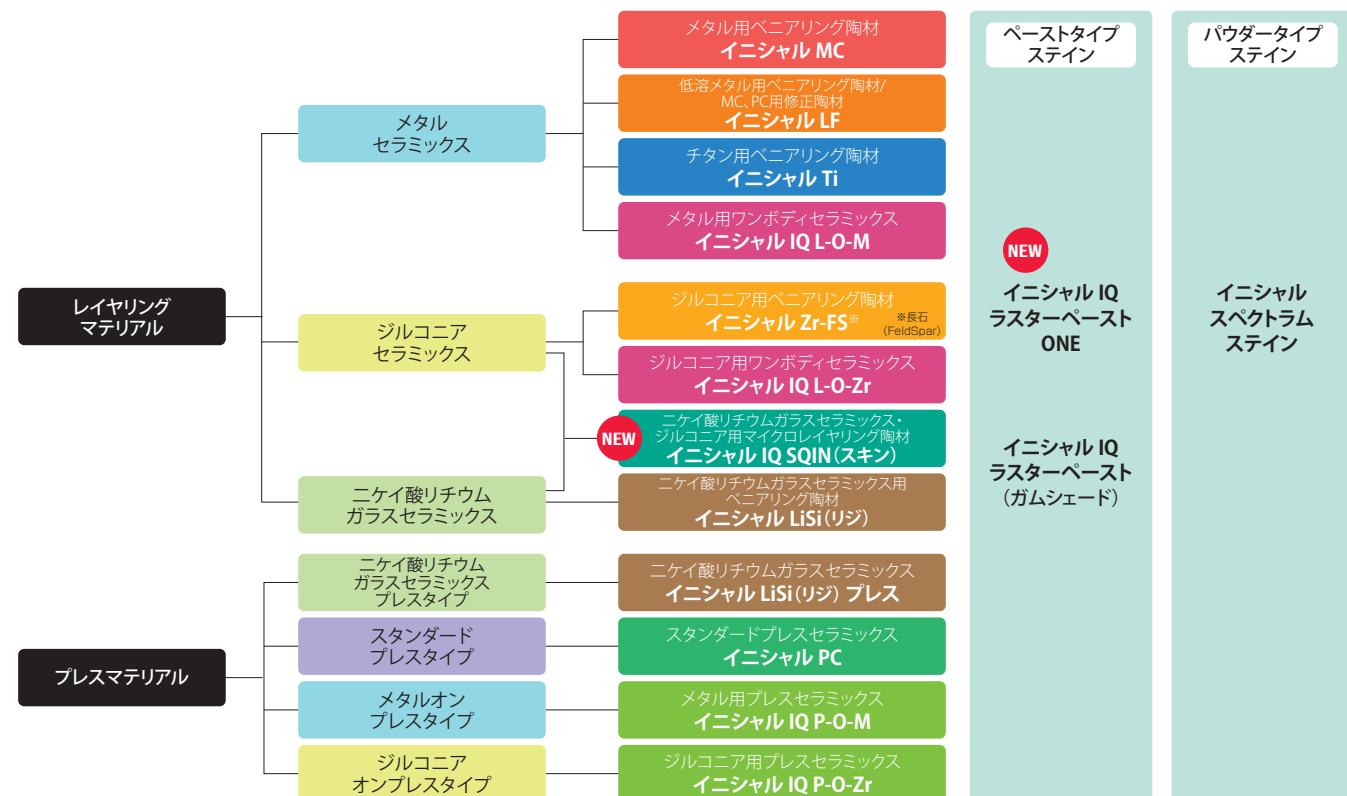 レイヤリング
マテリアル
メタル
セラミックス
メタル用ベニアリング陶材
イニシャル MC
低溶メタル用ベニアリング陶材/
MC、PC用修正陶材
イニシャル LF
チタン用ベニアリング陶材
イニシャル Ti
メタル用ワンボディセラミックス
イニシャル IQ L-O-M
ジルコニア
セラミックス
ジルコニア用ベニアリング陶材
イニシャル Zr-FS※
※長石
(FeldSpar)
ジルコニア用ワンボディセラミックス
イニシャル IQ L-O-Zr
NEW
二ケイ酸リチウムガラスセラミックス・
ジルコニア用マイクロレイヤリング陶材
イニシャル IQ SQIN(スキン)
二ケイ酸リチウム
ガラスセラミックス
二ケイ酸リチウムガラスセラミックス用
ベニアリング陶材
イニシャル LiSi(リジ)
プレスマテリアル
二ケイ酸リチウム
ガラスセラミックス
プレスタイプ
二ケイ酸リチウムガラスセラミックス
イニシャル LiSi(リジ) プレス
スタンダード
プレスタイプ
スタンダードプレスセラミックス
イニシャル PC
メタルオン
プレスタイプ
メタル用プレスセラミックス
イニシャル IQ P-O-M
ジルコニア
オンプレスタイプ
ジルコニア用プレスセラミックス
イニシャル IQ P-O-Zr
ペーストタイプ
ステイン
NEW
イニシャル IQ
ラスターペースト
ONE
イニシャル IQ
ラスターペースト
(ガムシェード)
パウダータイプ
ステイン
イニシャル
スペクトラム
ステイン